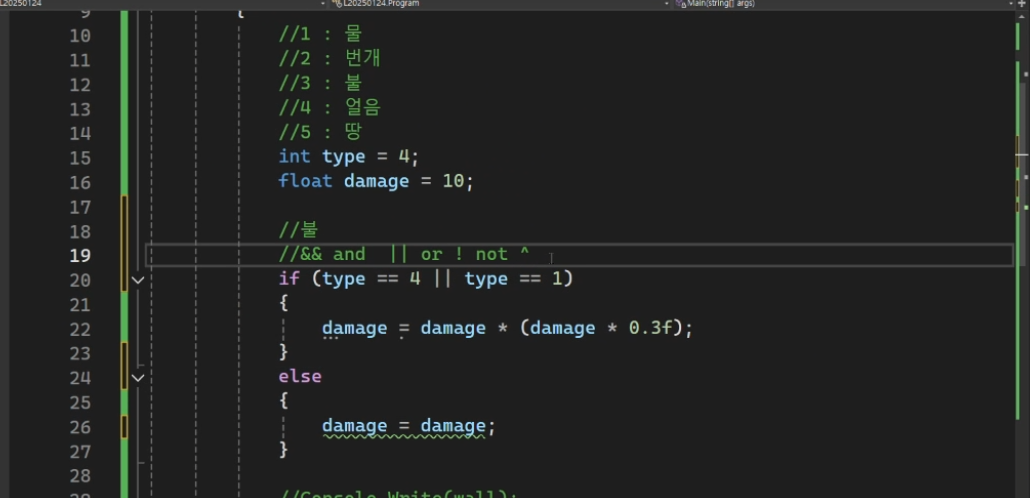 L20250124 L20250124.Program Main(string[] args)
9 {
10 //1 : 물
11 //2 : 번개
12 //3 : 불
13 //4 : 얼음
14 //5 : 땅
15 int type = 4;
16 float damage = 10;
17
18 //불
19 //&& and || or ! not ^
20 if (type == 4 || type == 1)
21 {
22 damage = damage * (damage * 0.3f);
23 }
24 else
25 {
26 damage = damage;
27 }
28
29 //Console.Write(mall);